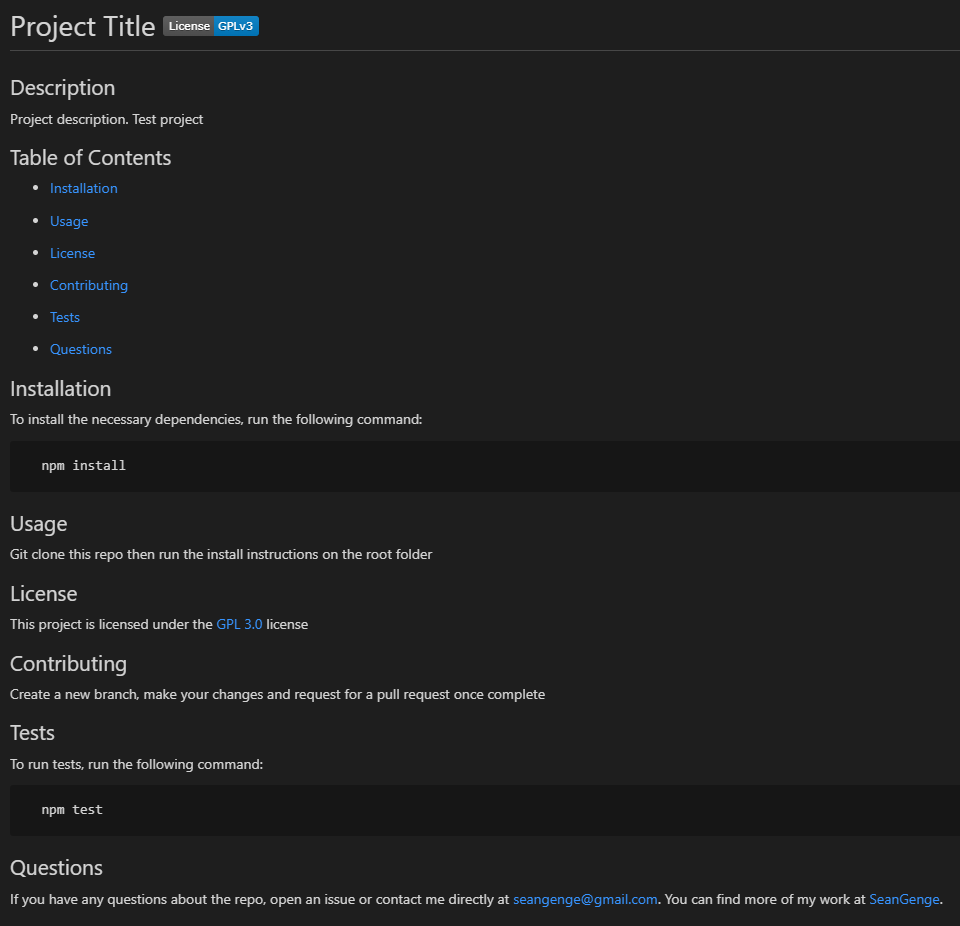 Project Title License GPLv3
Description
Project description. Test project
Table of Contents
Installation
Usage
License
Contributing
Tests
Questions
Installation
To install the necessary dependencies, run the following command:
npm install
Usage
Git clone this repo then run the install instructions on the root folder
License
This project is licensed under the GPL 3.0 license
Contributing
Create a new branch, make your changes and request for a pull request once complete
Tests
To run tests, run the following command:
npm test
Questions
If you have any questions about the repo, open an issue or contact me directly at seangenge@gmail.com. You can find more of my work at SeanGenge.